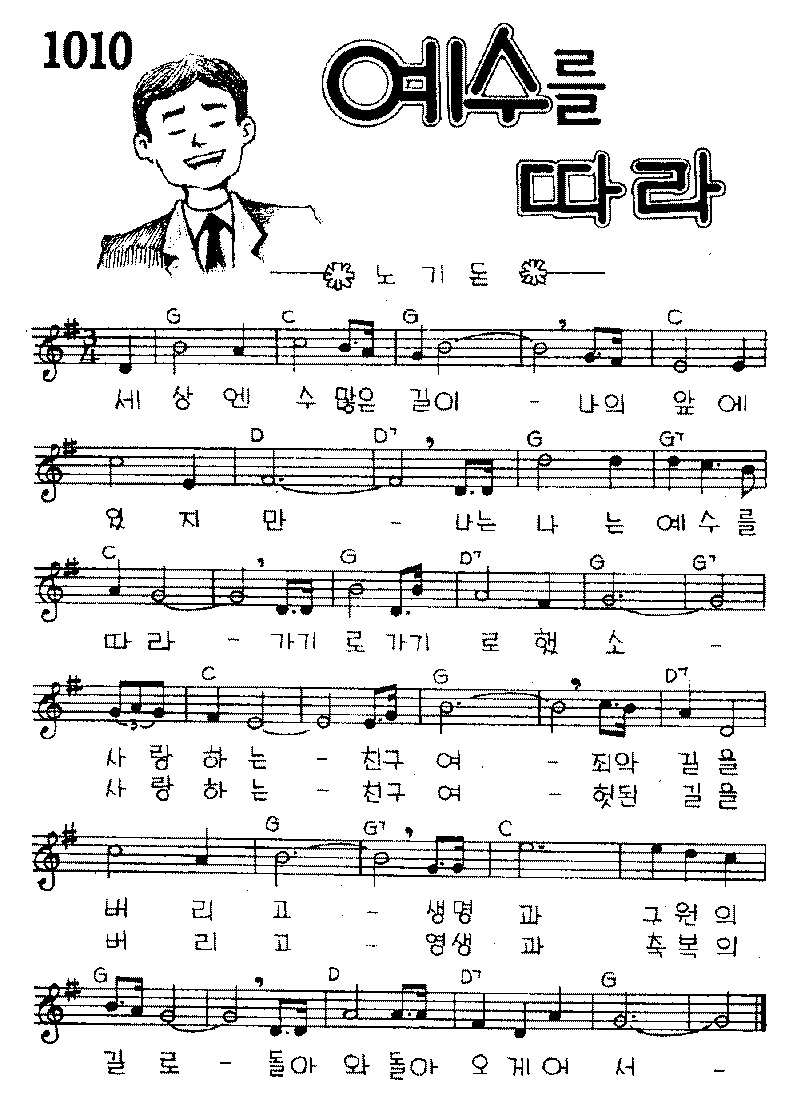 1010
예수를
따라
노 기 돈
G C G C
3/4
세 상 엔 수 많은 길이 - 나의 앞 에
D D7 G G7
있 지 만 - 나는 나 는 예 수 를
C G D7 G G7
따 라 - 가기 로 가기 로 했 소 -
C G D7
3
사 랑 하 는 - 친구 여 - 죄악 길 을
사 랑 하 는 - 친구 여 - 헛된 길 을
G G7 C
버 리 고 - 생명 과 구 원 의
버 리 고 - 영생 과 축 복 의
G D D7 G
길 로 - 돌아 와 돌아 오 게 여 서 -